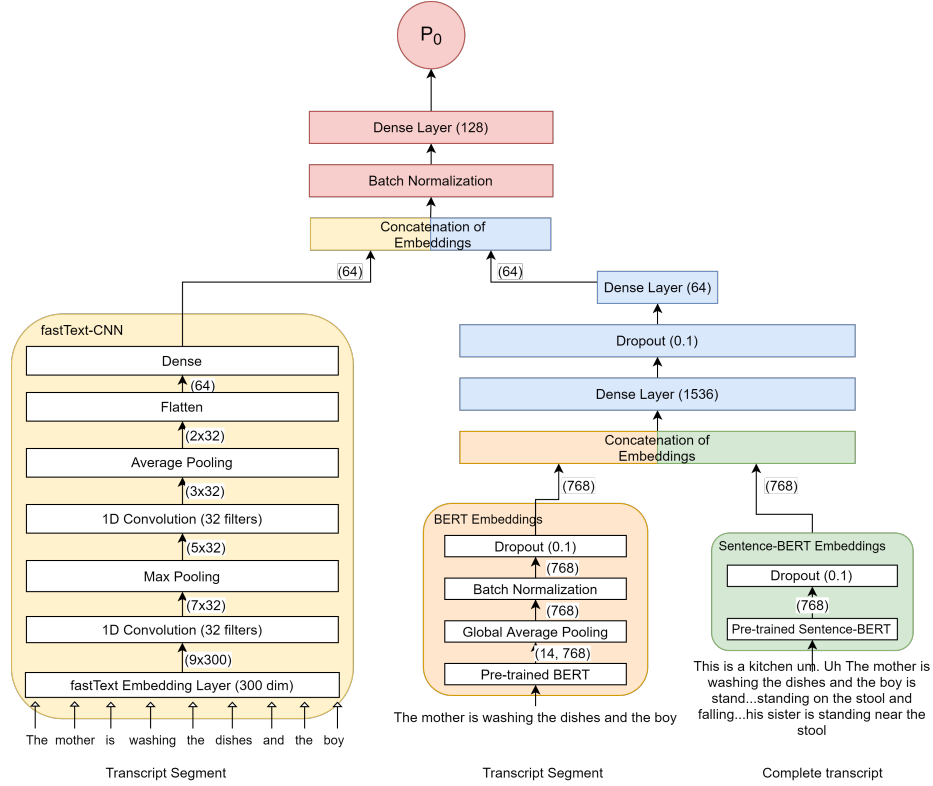 P0
Dense Layer (128)
Batch Normalization
Concatenation of
Embeddings
(64)
(64)
Dense Layer (64)
Dropout (0.1)
Dense Layer (1536)
Concatenation of
Embeddings
(768)
(768)
fastText-CNN
Dense
(64)
Flatten
(2x32)
Average Pooling
(3x32)
1D Convolution (32 filters)
(5x32)
Max Pooling
(7x32)
1D Convolution (32 filters)
(9x300)
fastText Embedding Layer (300 dim)
The mother is washing the dishes and the boy
Transcript Segment
BERT Embeddings
Dropout (0.1)
(768)
Batch Normalization
(768)
Global Average Pooling
(14, 768)
Pre-trained BERT
The mother is washing the dishes and the boy
Transcript Segment
Sentence-BERT Embeddings
Dropout (0.1)
(768)
Pre-trained Sentence-BERT
This is a kitchen um. Uh The mother is
washing the dishes and the boy is
stand...standing on the stool and
falling...his sister is standing near the
stool
Complete transcript